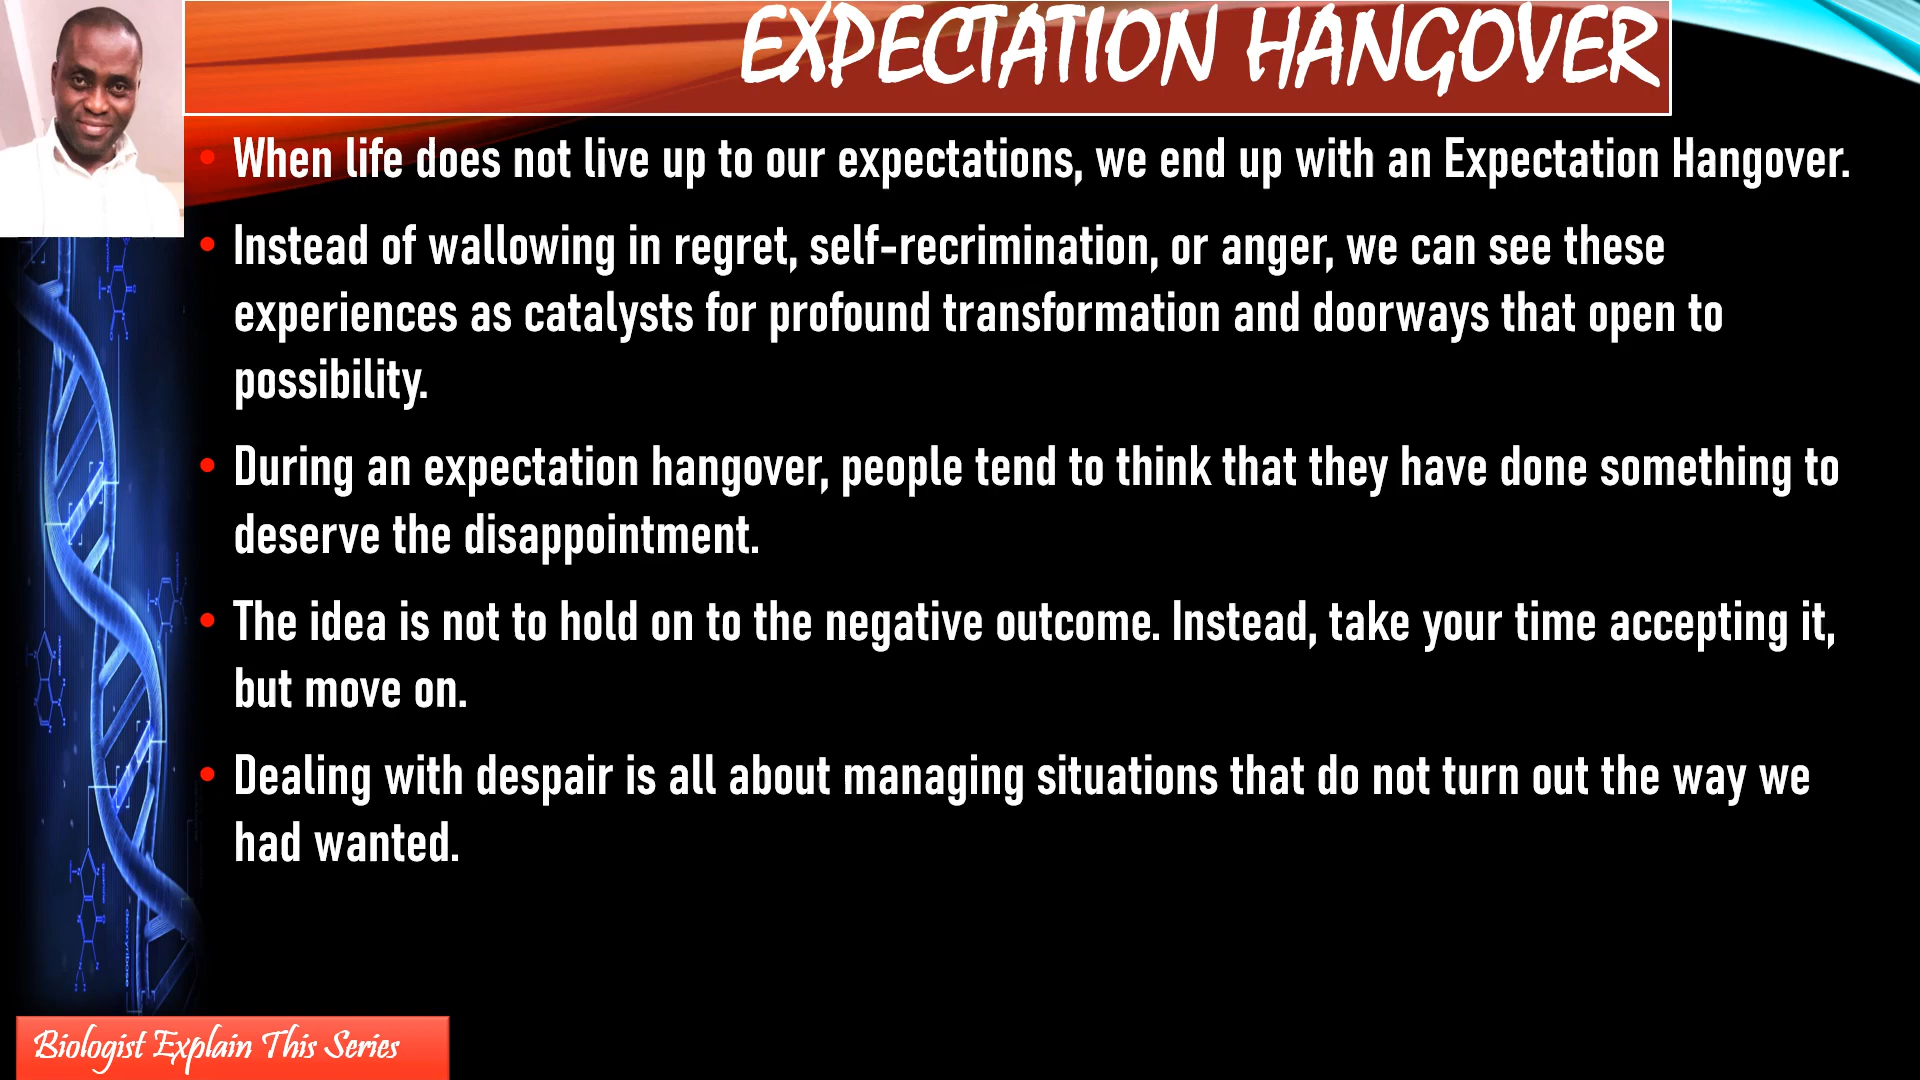 EXPECTATION HANGOVER
• When life does not live up to our expectations, we end up with an Expectation Hangover.
• Instead of wallowing in regret, self-recrimination, or anger, we can see these
experiences as catalysts for profound transformation and doorways that open to
possibility.
• During an expectation hangover, people tend to think that they have done something to
deserve the disappointment.
• The idea is not to hold on to the negative outcome. Instead, take your time accepting it,
but move on.
• Dealing with despair is all about managing situations that do not turn out the way we
had wanted.
deoxyribose
Biologist Explain This Series